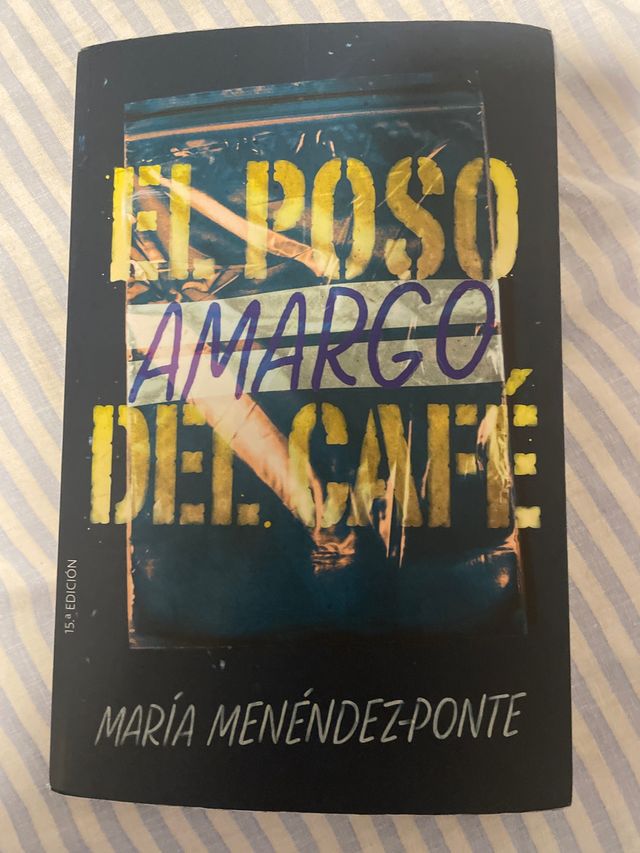 EL POSO
AMARGO
DEL CAFÉ
15.ª EDICIÓN
MARÍA MENÉNDEZ-PONTE